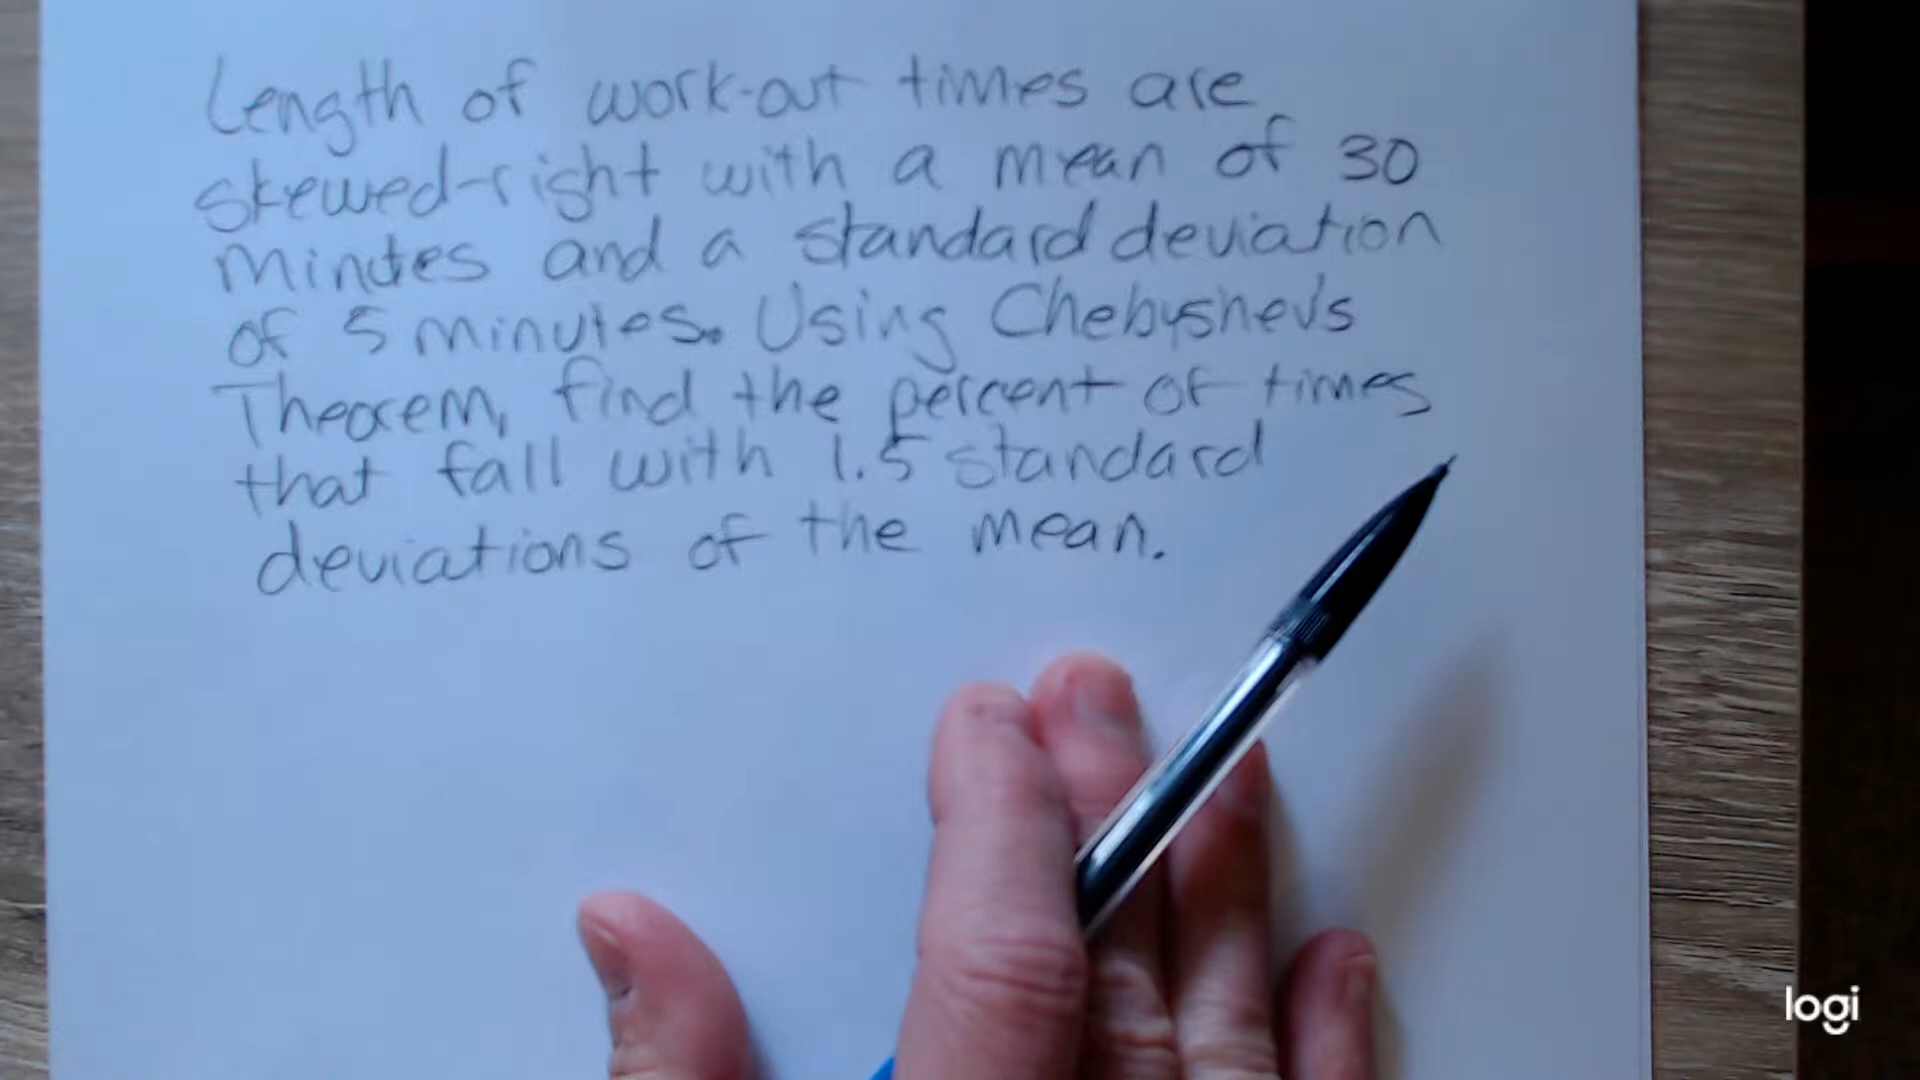 Length of work-out times are
skewed-right with a mean of 30
mindes and a standard deviation
of 5 minutes. Using Chebyshev's
Theorem, find the percent of times
that fall with 1.5 standard
deviations of the mean.
logi